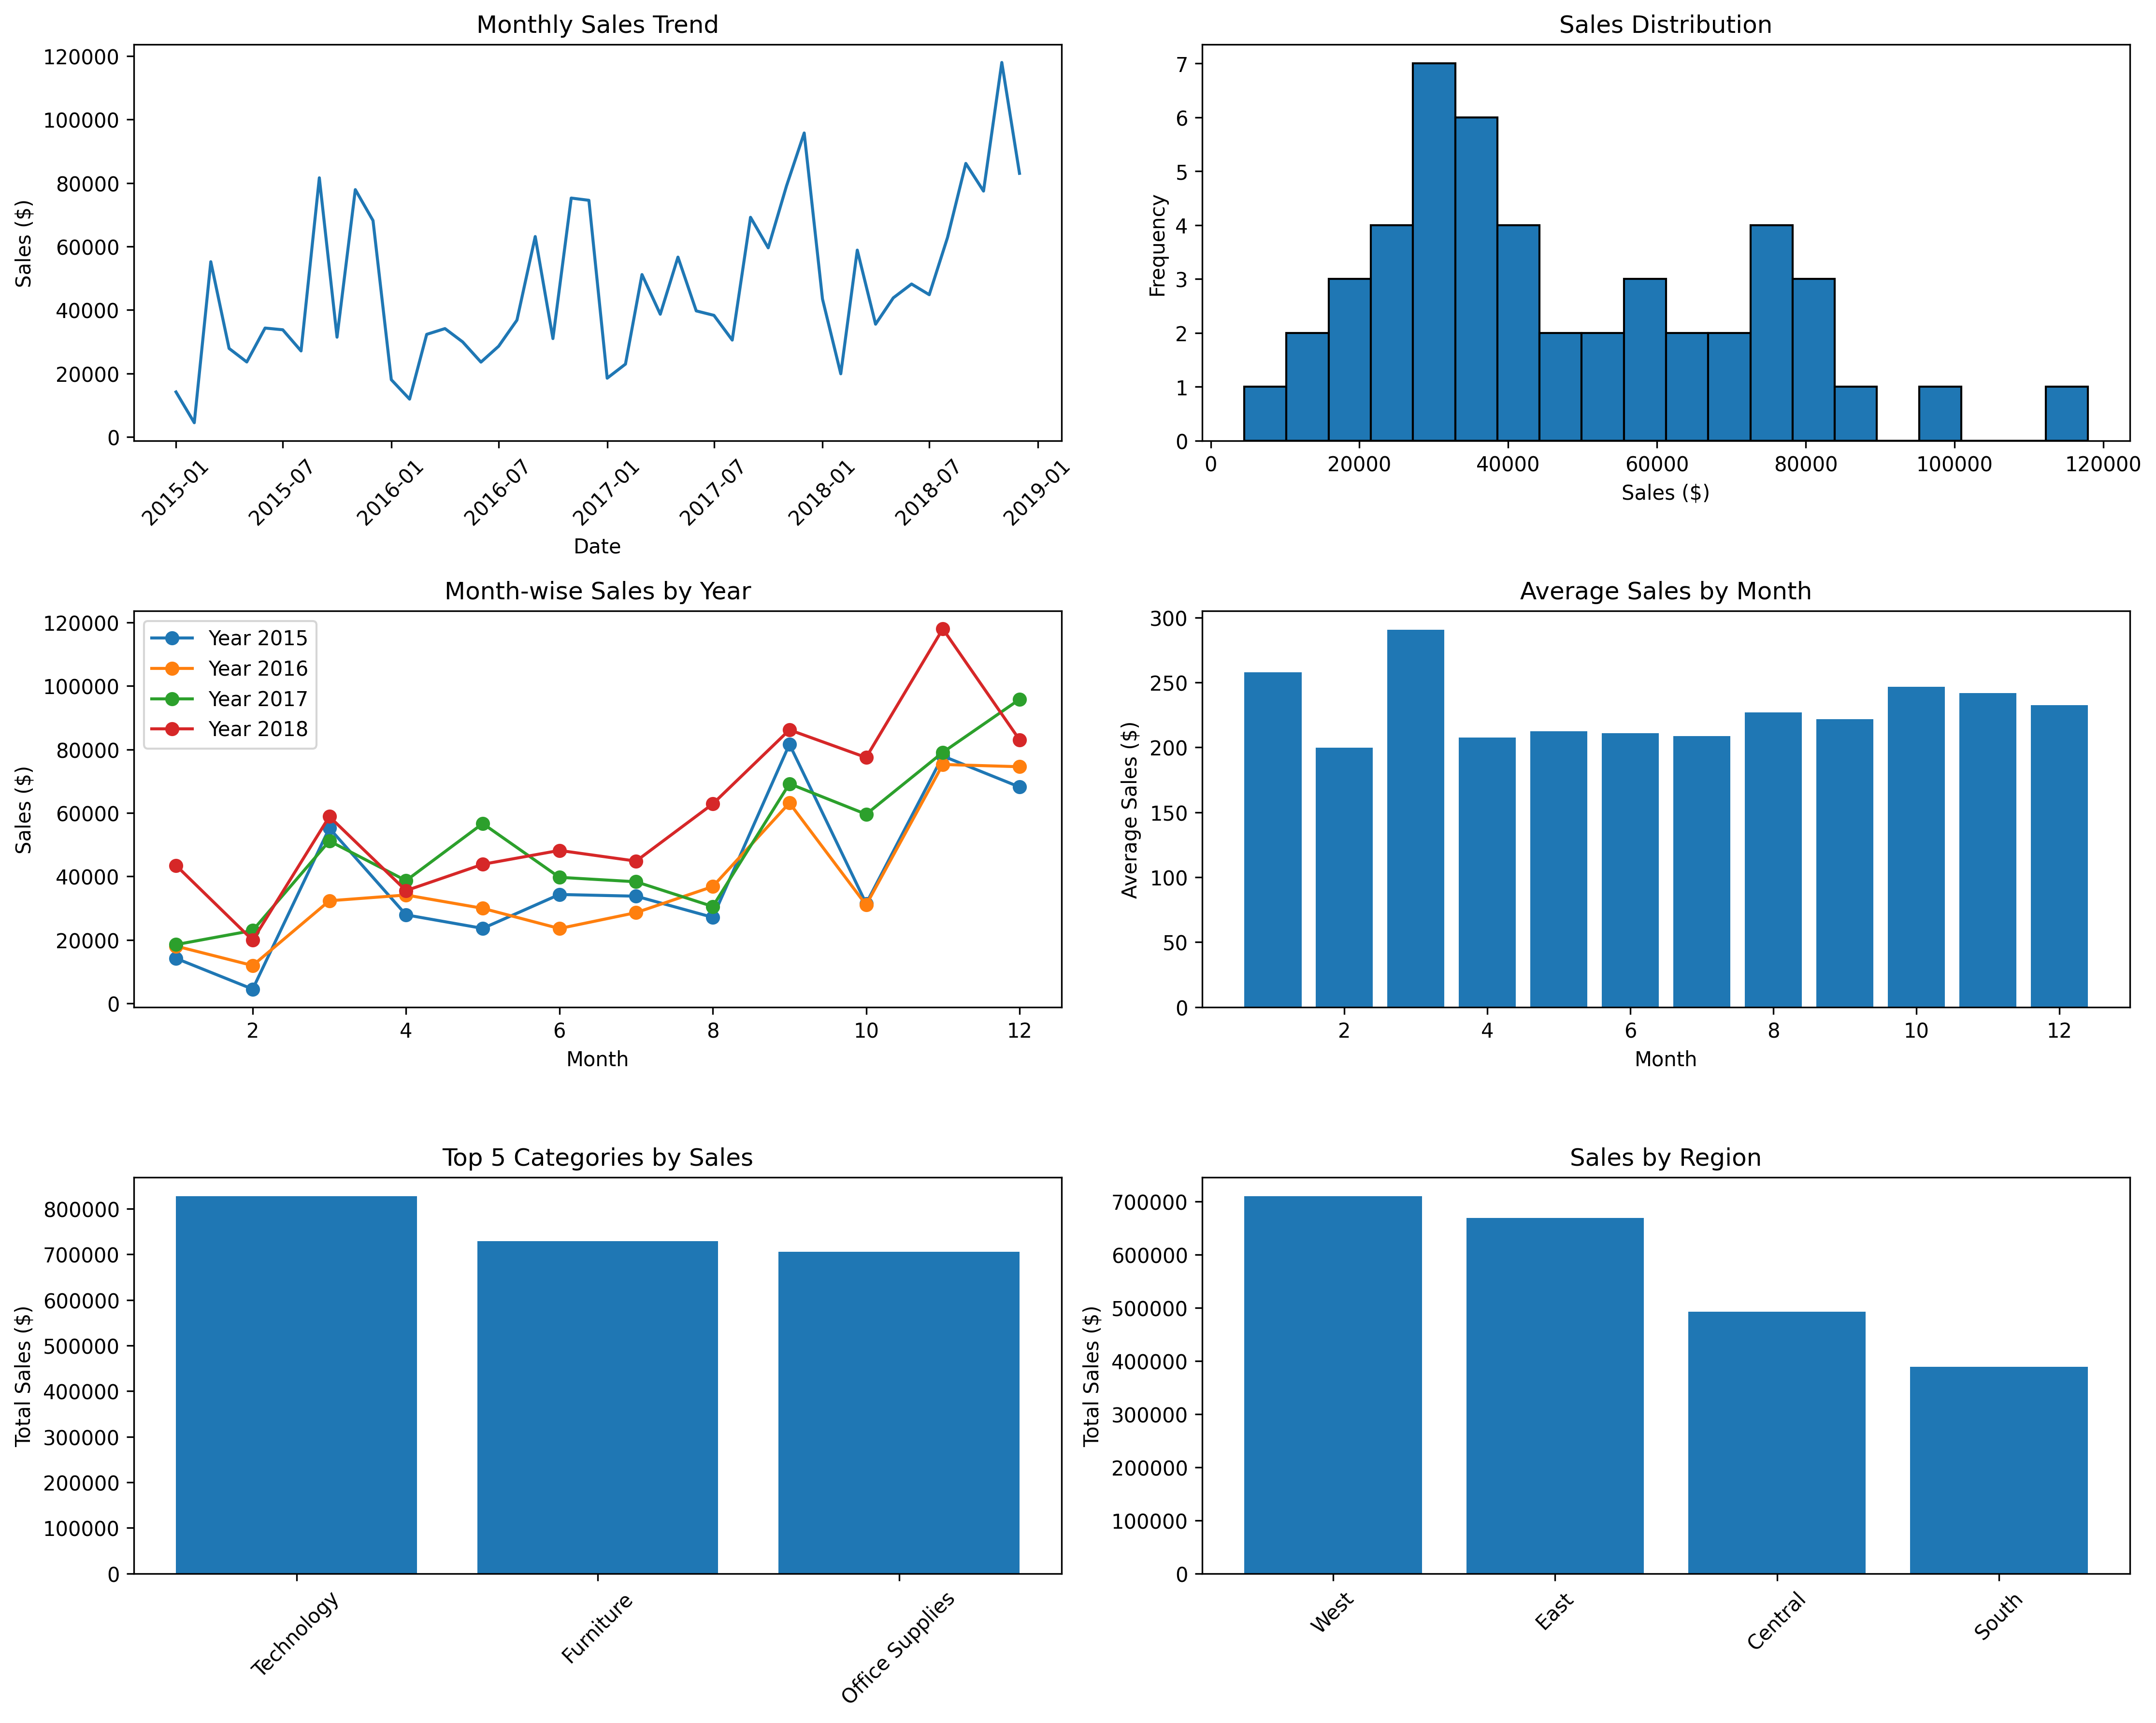 Monthly Sales Trend
120000
100000
80000
60000
40000
20000
0
Sales ($)
2015-01
2015-07
2016-01
2016-07
2017-01
2017-07
2018-01
2018-07
2019-01
Date
Sales Distribution
7
6
5
4
3
2
1
0
Frequency
0
20000
40000
60000
80000
100000
120000
Sales ($)
Month-wise Sales by Year
Year 2015
Year 2016
Year 2017
Year 2018
120000
100000
80000
60000
40000
20000
0
Sales ($)
2
4
6
8
10
12
Month
Average Sales by Month
300
250
200
150
100
50
0
Average Sales ($)
2
4
6
8
10
12
Month
Top 5 Categories by Sales
800000
700000
600000
500000
400000
300000
200000
100000
0
Total Sales ($)
Technology
Furniture
Office Supplies
Sales by Region
700000
600000
500000
400000
300000
200000
100000
0
Total Sales ($)
West
East
Central
South